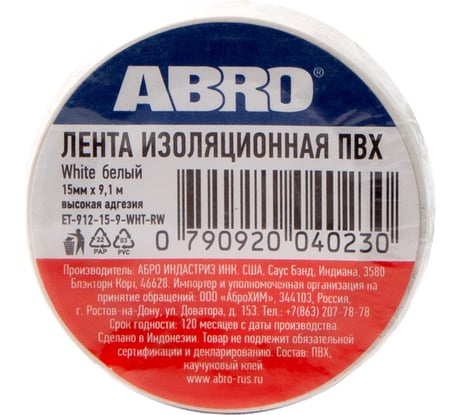 ABRO®
ЛЕНТА ИЗОЛЯЦИОННАЯ ПВХ
White белый
15мм x 9,1 м
высокая адгезия
ET-912-15-9-WHT-RW
22
PAP
03
PVC
0 790920 040230
Производитель: АБРО ИНДАСТРИЗ ИНК. США, Саус Бэнд, Индиана, 3580
Блэкторн Корт, 46628. Импортер и уполномоченная организация на
принятие обращений: ООО «АброХИМ», 344103, Россия,
г. Ростов-на-Дону, ул. Доватора, д. 153. Тел.: +7(863) 207-78-78
Срок годности: 120 месяцев с даты производства.
Сделано в Индонезии. Товар не подлежит обязательной
сертификации и декларированию. Состав: ПВХ,
каучуковый клей.
www.abro-rus.ru